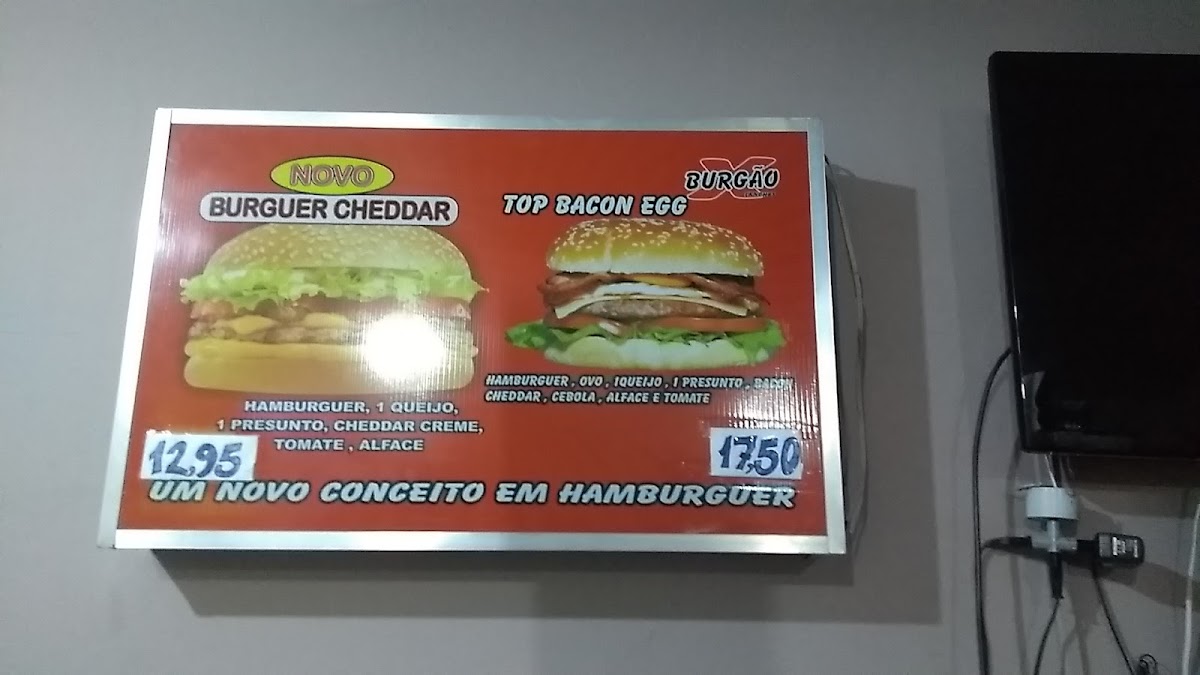 NOVO
BURGUER CHEDDAR
HAMBURGUER, 1 QUEIJO,
1 PRESUNTO, CHEDDAR CREME,
TOMATE , ALFACE
12,95
X
BURGÃO
LANCHES
TOP BACON EGG
HAMBURGUER , OVO , 1QUEIJO , 1 PRESUNTO , BACON
CHEDDAR , CEBOLA , ALFACE E TOMATE
17,50
UM NOVO CONCEITO EM HAMBURGUER